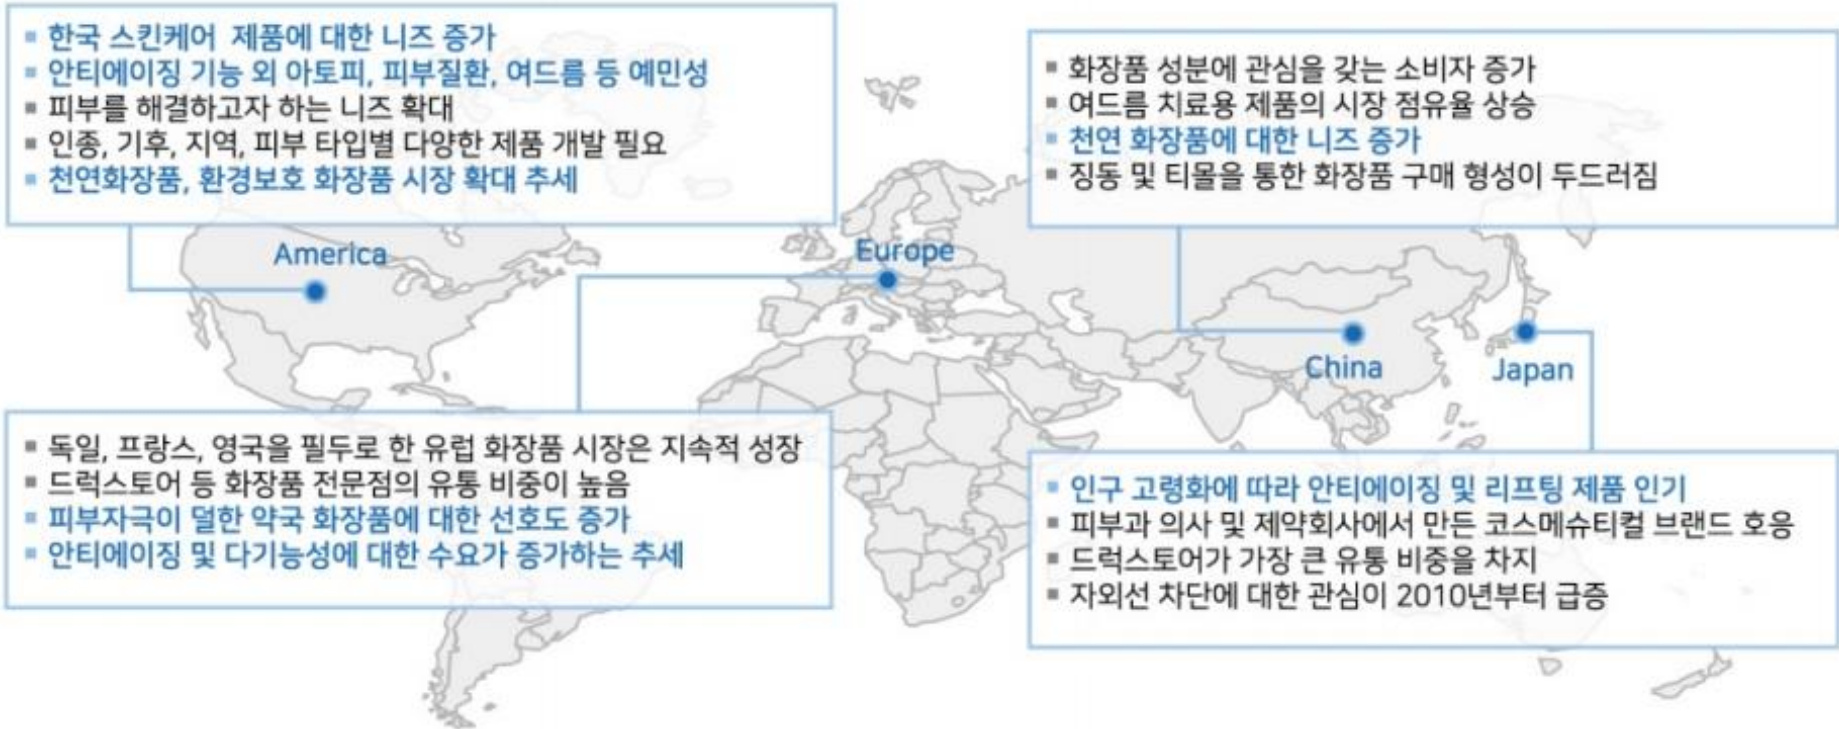 ▪ 한국 스킨케어 제품에 대한 니즈 증가
▪ 안티에이징 기능 외 아토피, 피부질환, 여드름 등 예민성
▪ 피부를 해결하고자 하는 니즈 확대
▪ 인종, 기후, 지역, 피부 타입별 다양한 제품 개발 필요
▪ 천연화장품, 환경보호 화장품 시장 확대 추세
America
▪ 화장품 성분에 관심을 갖는 소비자 증가
▪ 여드름 치료용 제품의 시장 점유율 상승
▪ 천연 화장품에 대한 니즈 증가
▪ 징동 및 티몰을 통한 화장품 구매 형성이 두드러짐
Europe
China
Japan
▪ 독일, 프랑스, 영국을 필두로 한 유럽 화장품 시장은 지속적 성장
▪ 드럭스토어 등 화장품 전문점의 유통 비중이 높음
▪ 피부자극이 덜한 약국 화장품에 대한 선호도 증가
▪ 안티에이징 및 다기능성에 대한 수요가 증가하는 추세
▪ 인구 고령화에 따라 안티에이징 및 리프팅 제품 인기
▪ 피부과 의사 및 제약회사에서 만든 코스메슈티컬 브랜드 호응
▪ 드럭스토어가 가장 큰 유통 비중을 차지
▪ 자외선 차단에 대한 관심이 2010년부터 급증